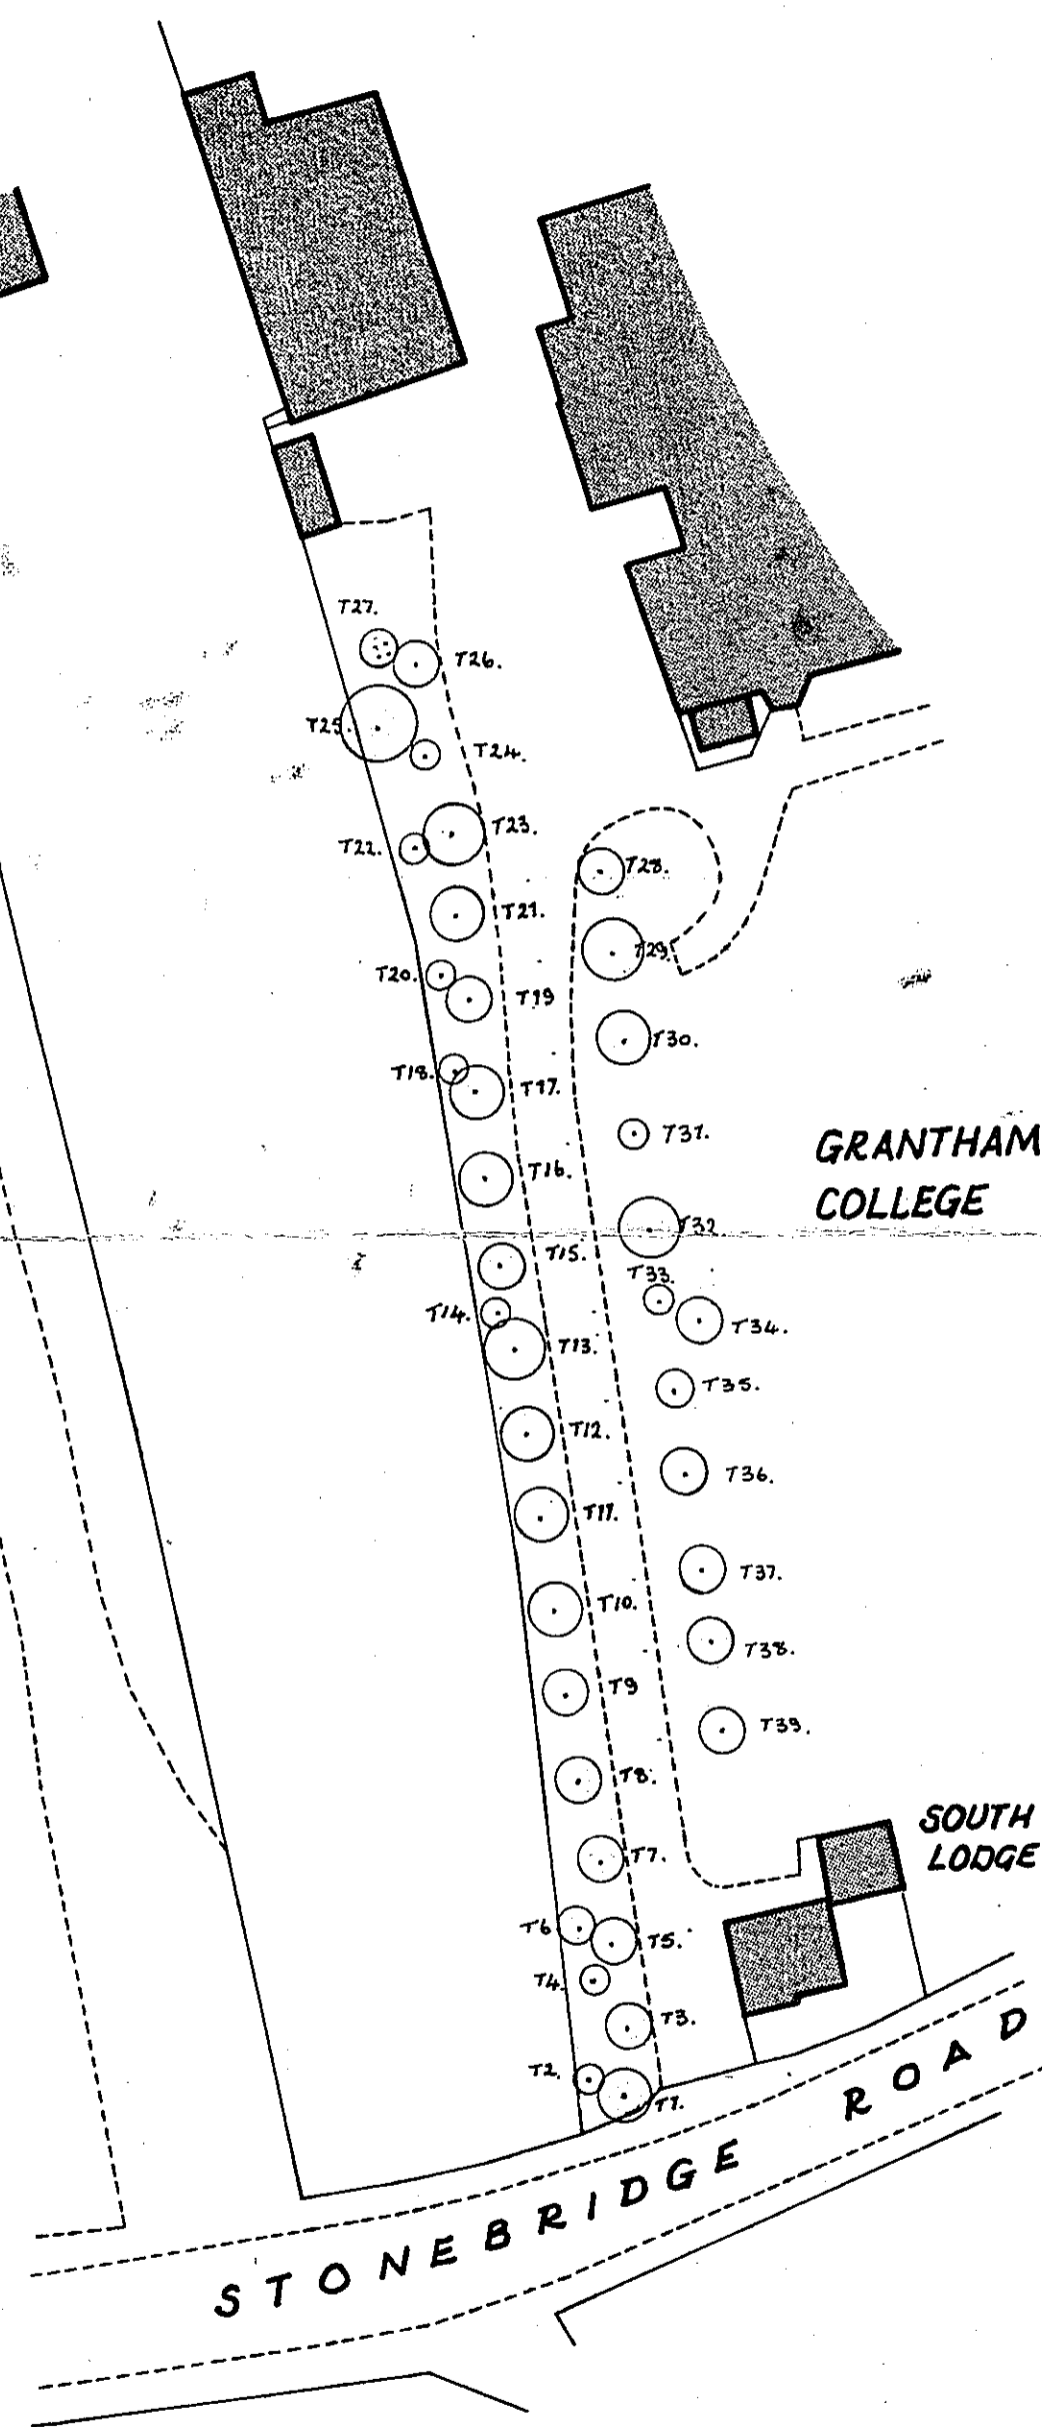 T27.
T26.
T25.
T24.
T23.
T22.
T28.
T21.
T29.
T20.
T19
T30.
T18.
T17.
T31.
GRANTHAM
COLLEGE
T16.
T32.
T15.
T33.
T14.
T34.
T13.
T35.
T12.
T36.
T11.
T37.
T10.
T38.
T9
T39.
T8.
SOUTH
LODGE
T7.
T6
T5.
T4.
T3.
T2.
T1.
STONEBRIDGE ROAD